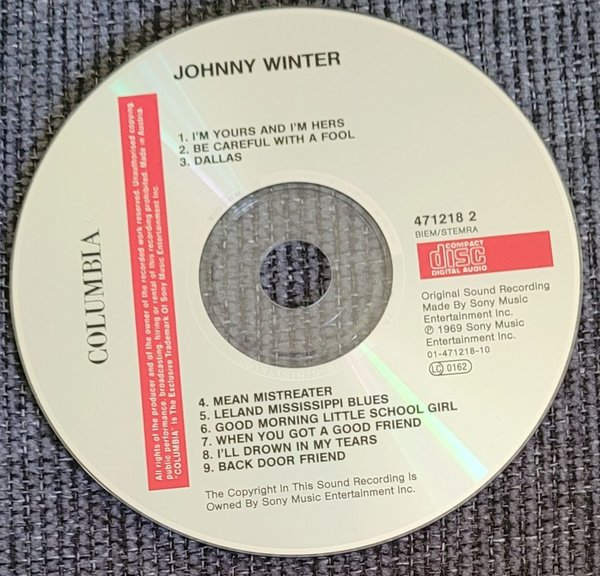 JOHNNY WINTER
1. I'M YOURS AND I'M HERS
2. BE CAREFUL WITH A FOOL
3. DALLAS
All rights of the producer and of the owner of the recorded work reserved. Unauthorised copying,
public performance, broadcasting, hiring or rental of this recording prohibited. Made in Austria.
"COLUMBIA" is The Exclusive Trademark Of Sony Music Entertainment Inc.
COLUMBIA
471218 2
BIEM/STEMRA
COMPACT
disc
DIGITAL AUDIO
Original Sound Recording
Made By Sony Music
Entertainment Inc.
℗ 1969 Sony Music
Entertainment Inc.
01-471218-10
LC 0162
4. MEAN MISTREATER
5. LELAND MISSISSIPPI BLUES
6. GOOD MORNING LITTLE SCHOOL GIRL
7. WHEN YOU GOT A GOOD FRIEND
8. I'LL DROWN IN MY TEARS
9. BACK DOOR FRIEND
The Copyright In This Sound Recording Is
Owned By Sony Music Entertainment Inc.